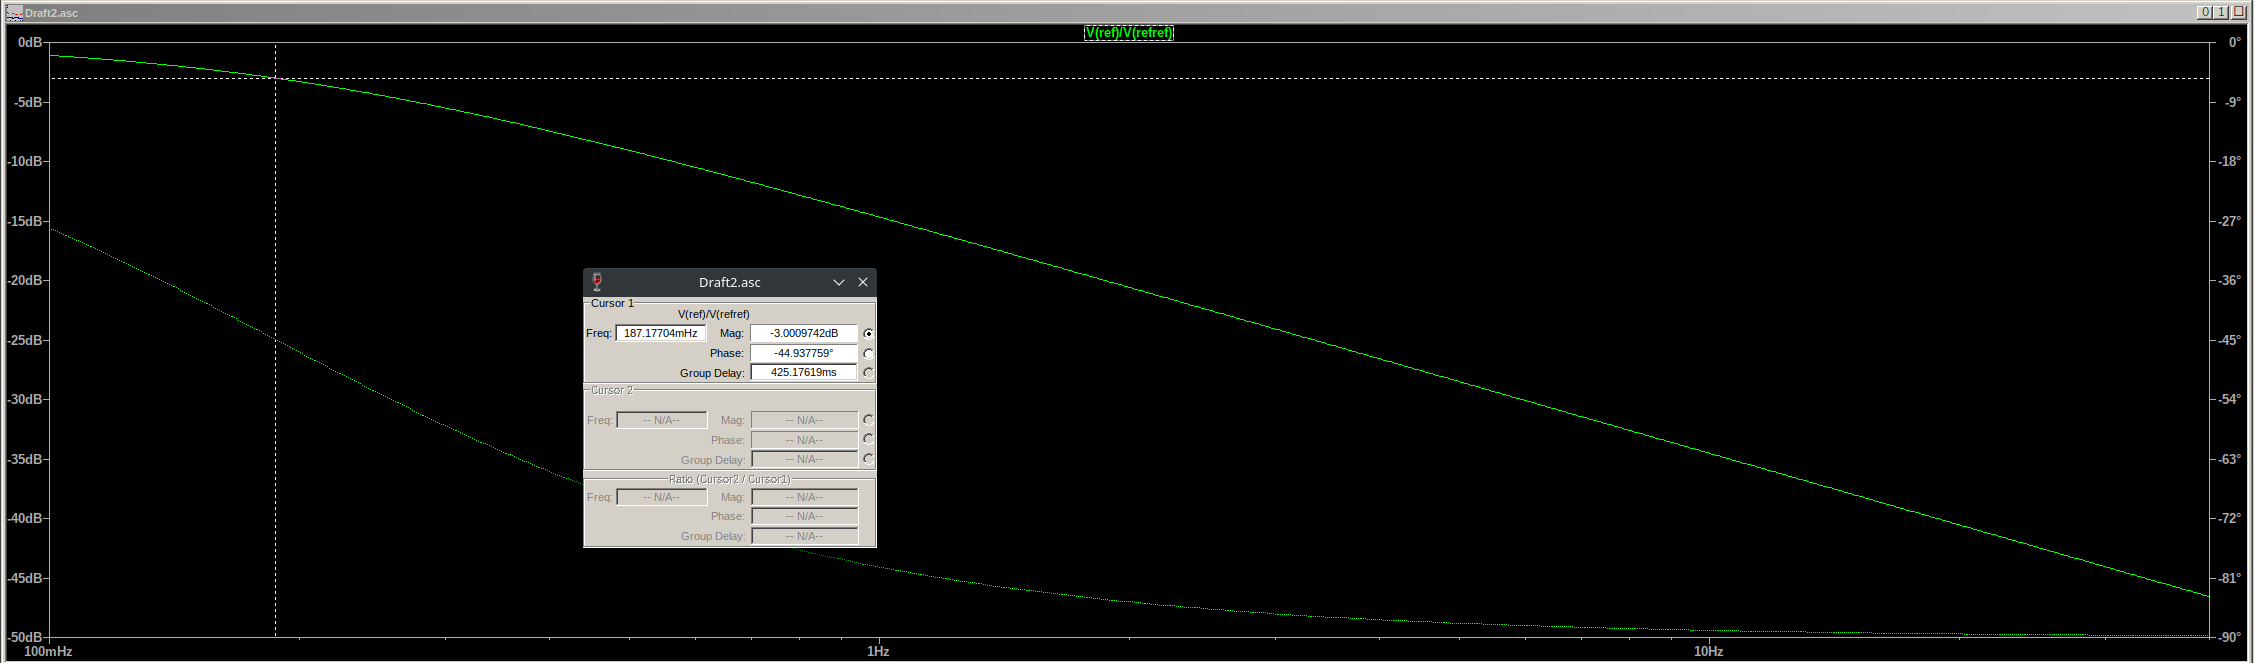 Draft2.asc
V(ref)/V(refref)
0dB
0°
-5dB
-9°
-10dB
-18°
-15dB
-27°
-20dB
-36°
-25dB
-45°
-30dB
-54°
-35dB
-63°
-40dB
-72°
-45dB
-81°
-50dB
-90°
100mHz
1Hz
10Hz
Draft2.asc
Cursor 1
V(ref)/V(refref)
Freq: 187.17704mHz Mag: -3.0009742dB
Phase: -44.937759°
Group Delay: 425.17619ms
Cursor 2
Freq: -- N/A-- Mag: -- N/A--
Phase: -- N/A--
Group Delay: -- N/A--
Ratio (Cursor2 / Cursor1)
Freq: -- N/A-- Mag: -- N/A--
Phase: -- N/A--
Group Delay: -- N/A--